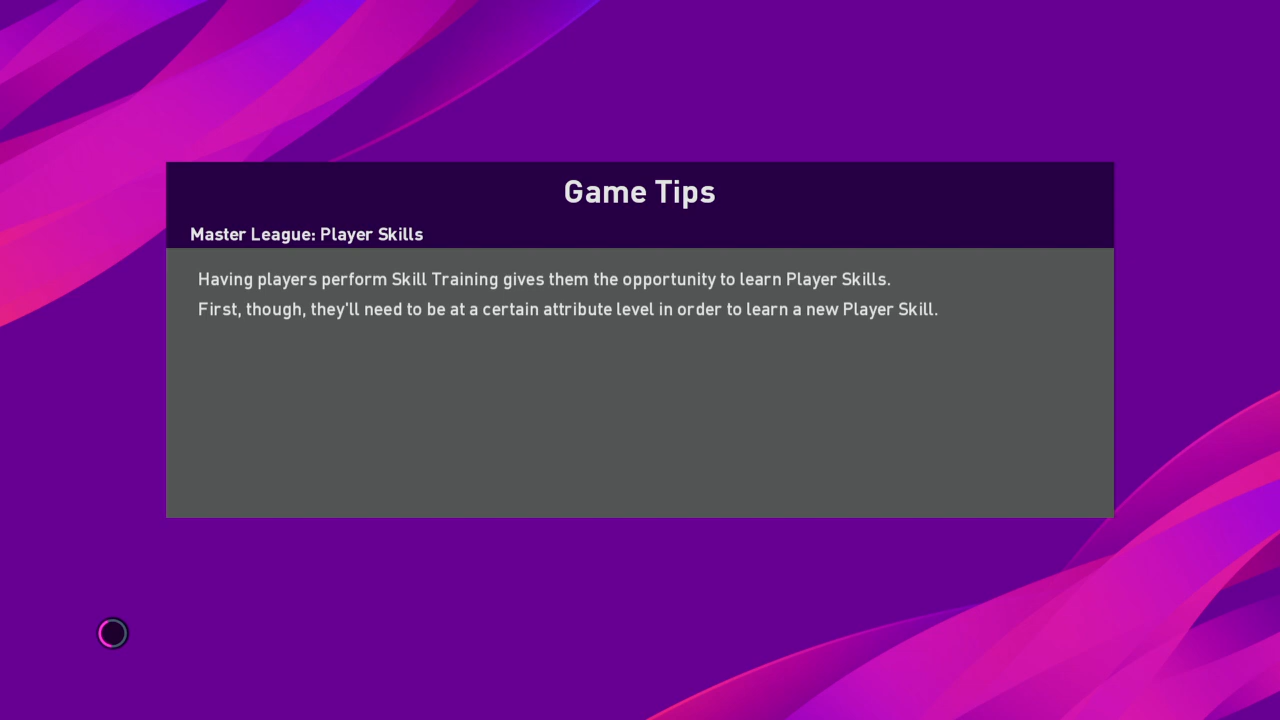 Game Tips
Master League: Player Skills
Having players perform Skill Training gives them the opportunity to learn Player Skills.
First, though, they'll need to be at a certain attribute level in order to learn a new Player Skill.